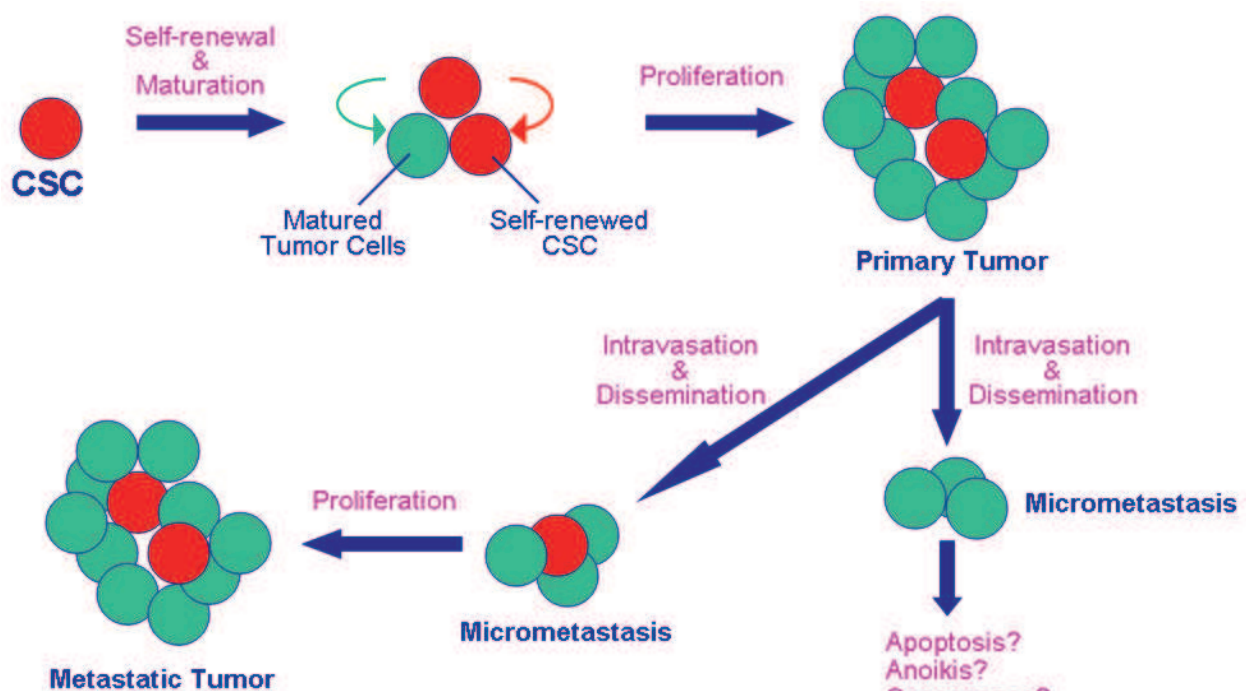 Self-renewal
&
Maturation
CSC
Matured
Tumor Cells
Self-renewed
CSC
Proliferation
Primary Tumor
Intravasation
&
Dissemination
Intravasation
&
Dissemination
Micrometastasis
Apoptosis?
Anoikis?
Proliferation
Micrometastasis
Metastatic Tumor